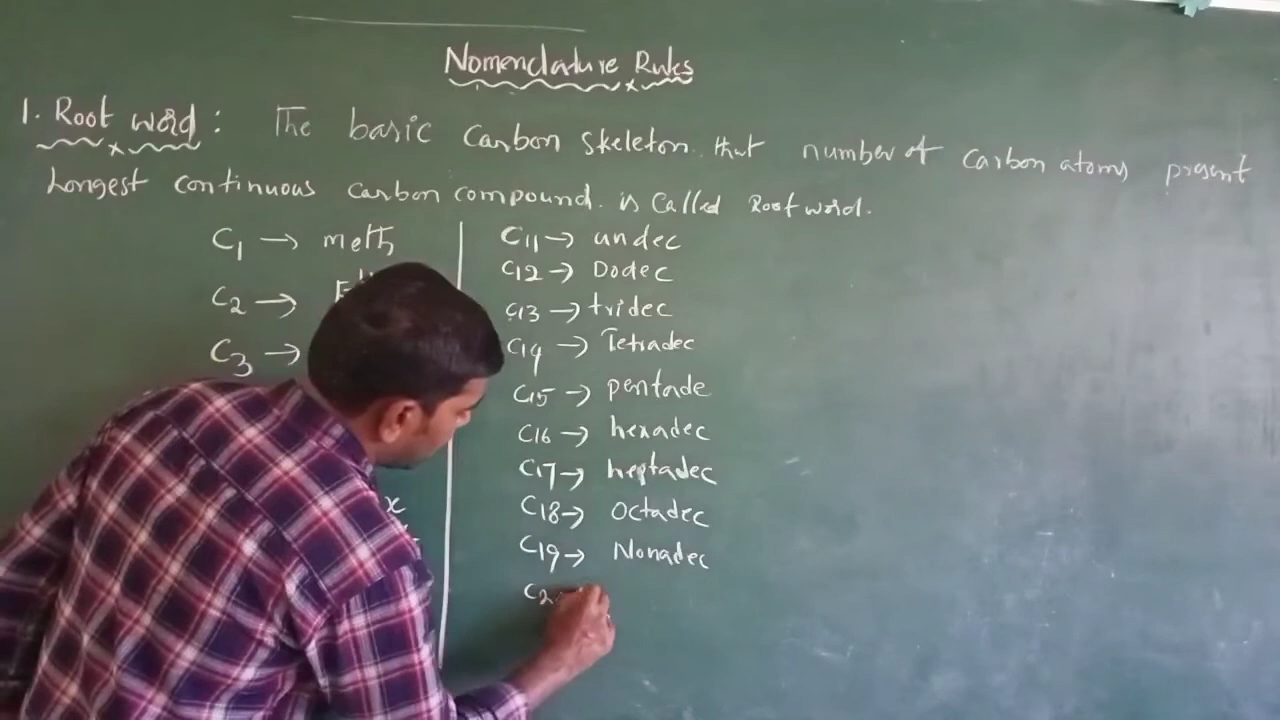 Nomenclature Rules
1. Root word : The basic Carbon skeleton that number of Carbon atoms present
Longest continuous carbon compound. is called Root word.
C1 → meth
C2 →
C3 →
C11 → undec
C12 → Dodec
C13 → tridec
C14 → Tetradec
C15 → pentade
C16 → hexadec
C17 → heptadec
C18 → Octadec
C19 → Nonadec